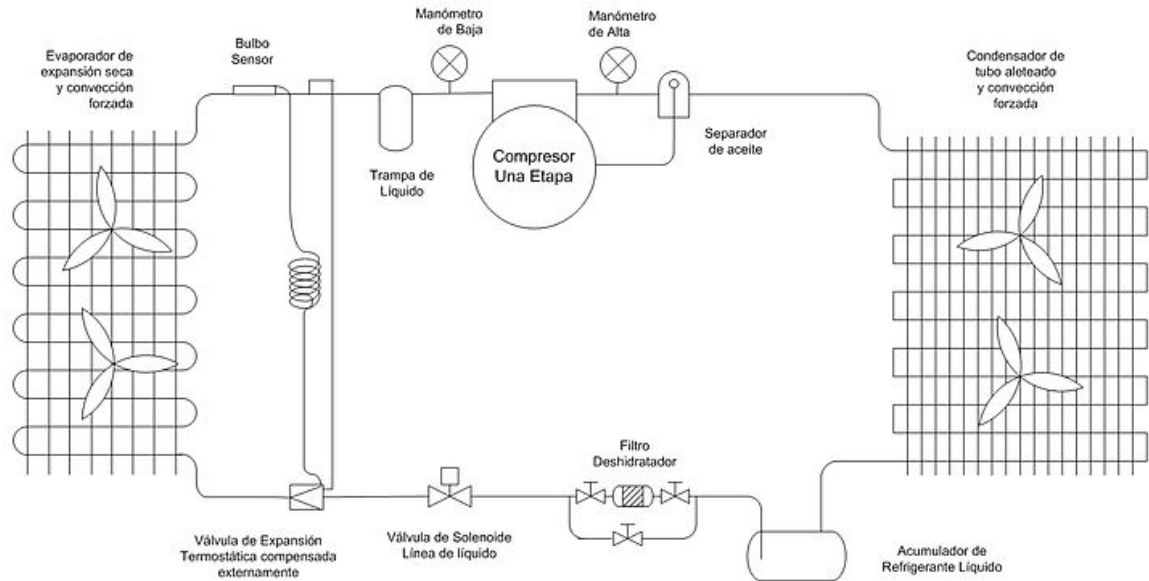 Manómetro
de Baja
Manómetro
de Alta
Bulbo
Sensor
Evaporador de
expansión seca
y convección
forzada
Condensador de
tubo aleteado
y convección
forzada
Compresor
Una Etapa
Separador
de aceite
Trampa de
Líquido
Filtro
Deshidratador
Válvula de Expansión
Termostática compensada
externamente
Válvula de Solenoide
Línea de líquido
Acumulador de
Refrigerante Líquido